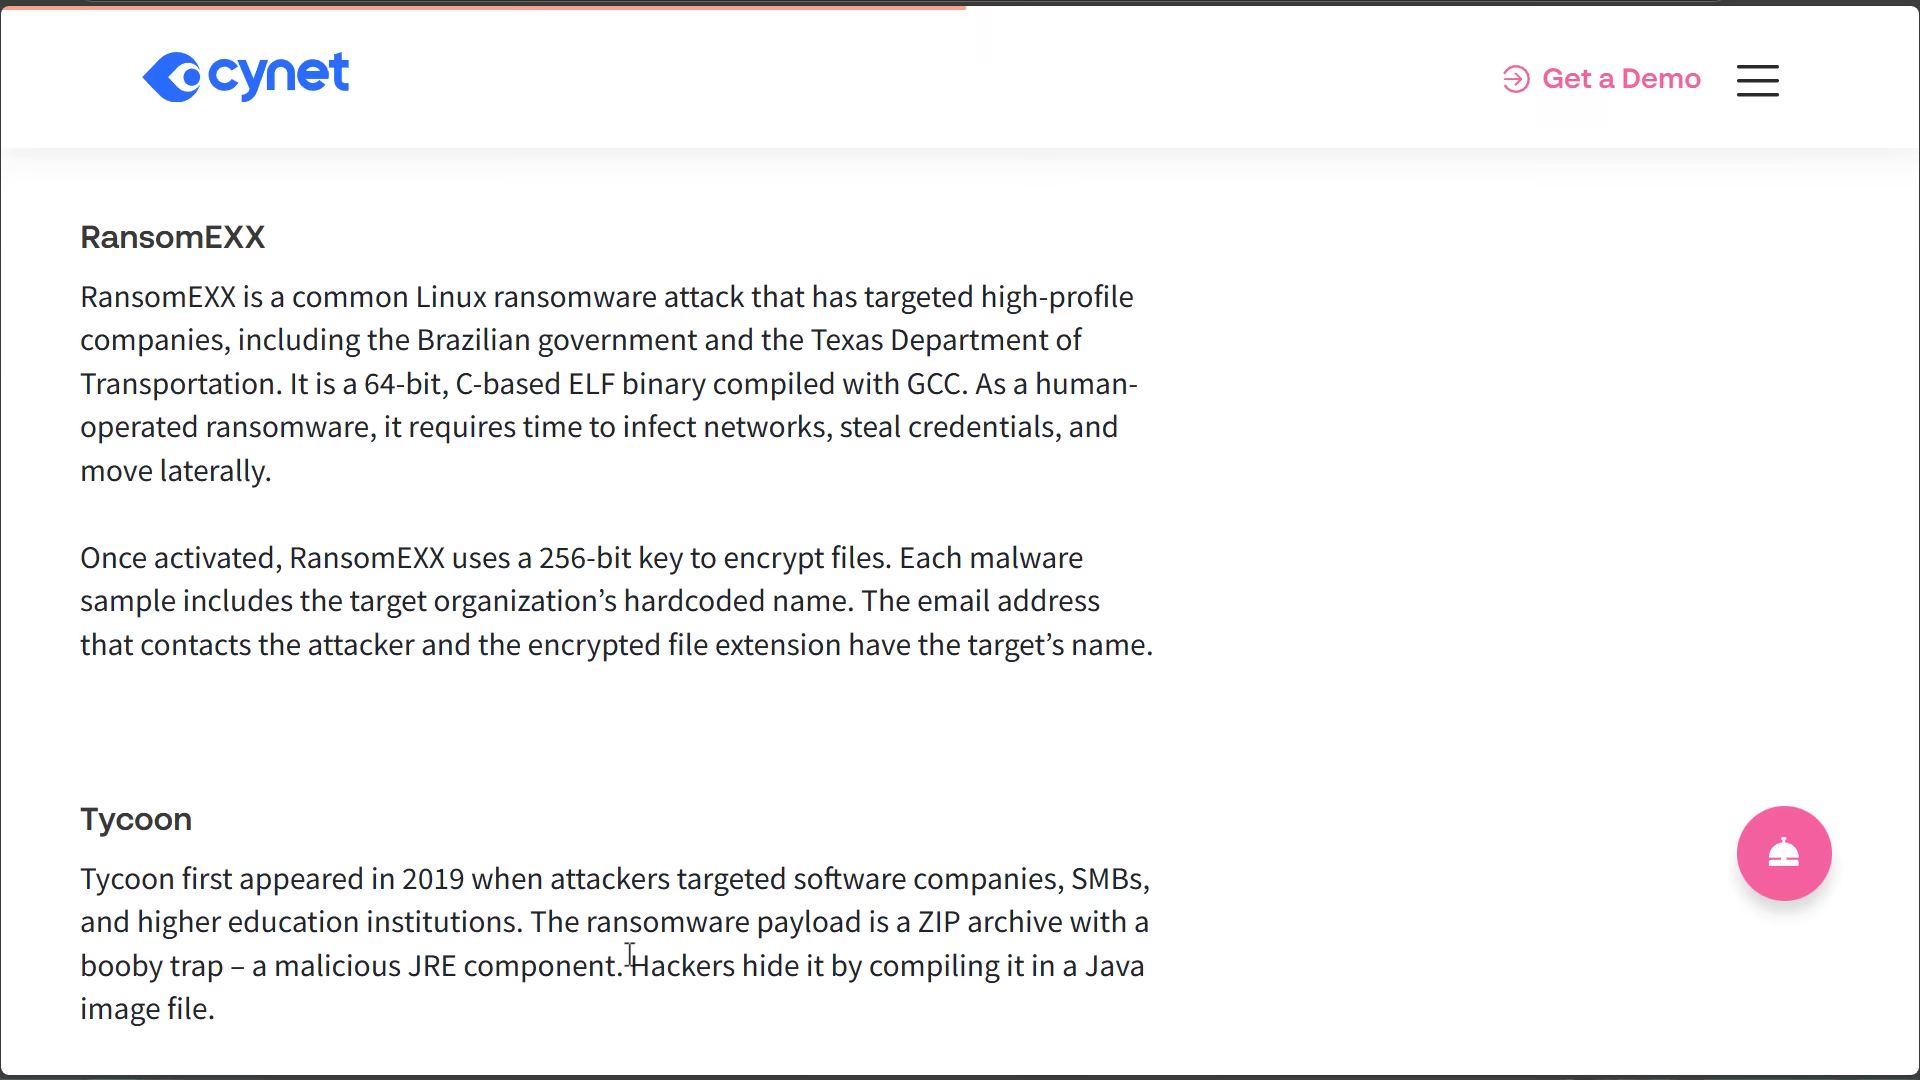 cynet
Get a Demo
RansomEXX
RansomEXX is a common Linux ransomware attack that has targeted high-profile
companies, including the Brazilian government and the Texas Department of
Transportation. It is a 64-bit, C-based ELF binary compiled with GCC. As a human-
operated ransomware, it requires time to infect networks, steal credentials, and
move laterally.
Once activated, RansomEXX uses a 256-bit key to encrypt files. Each malware
sample includes the target organization’s hardcoded name. The email address
that contacts the attacker and the encrypted file extension have the target’s name.
Tycoon
Tycoon first appeared in 2019 when attackers targeted software companies, SMBs,
and higher education institutions. The ransomware payload is a ZIP archive with a
booby trap – a malicious JRE component. Hackers hide it by compiling it in a Java
image file.